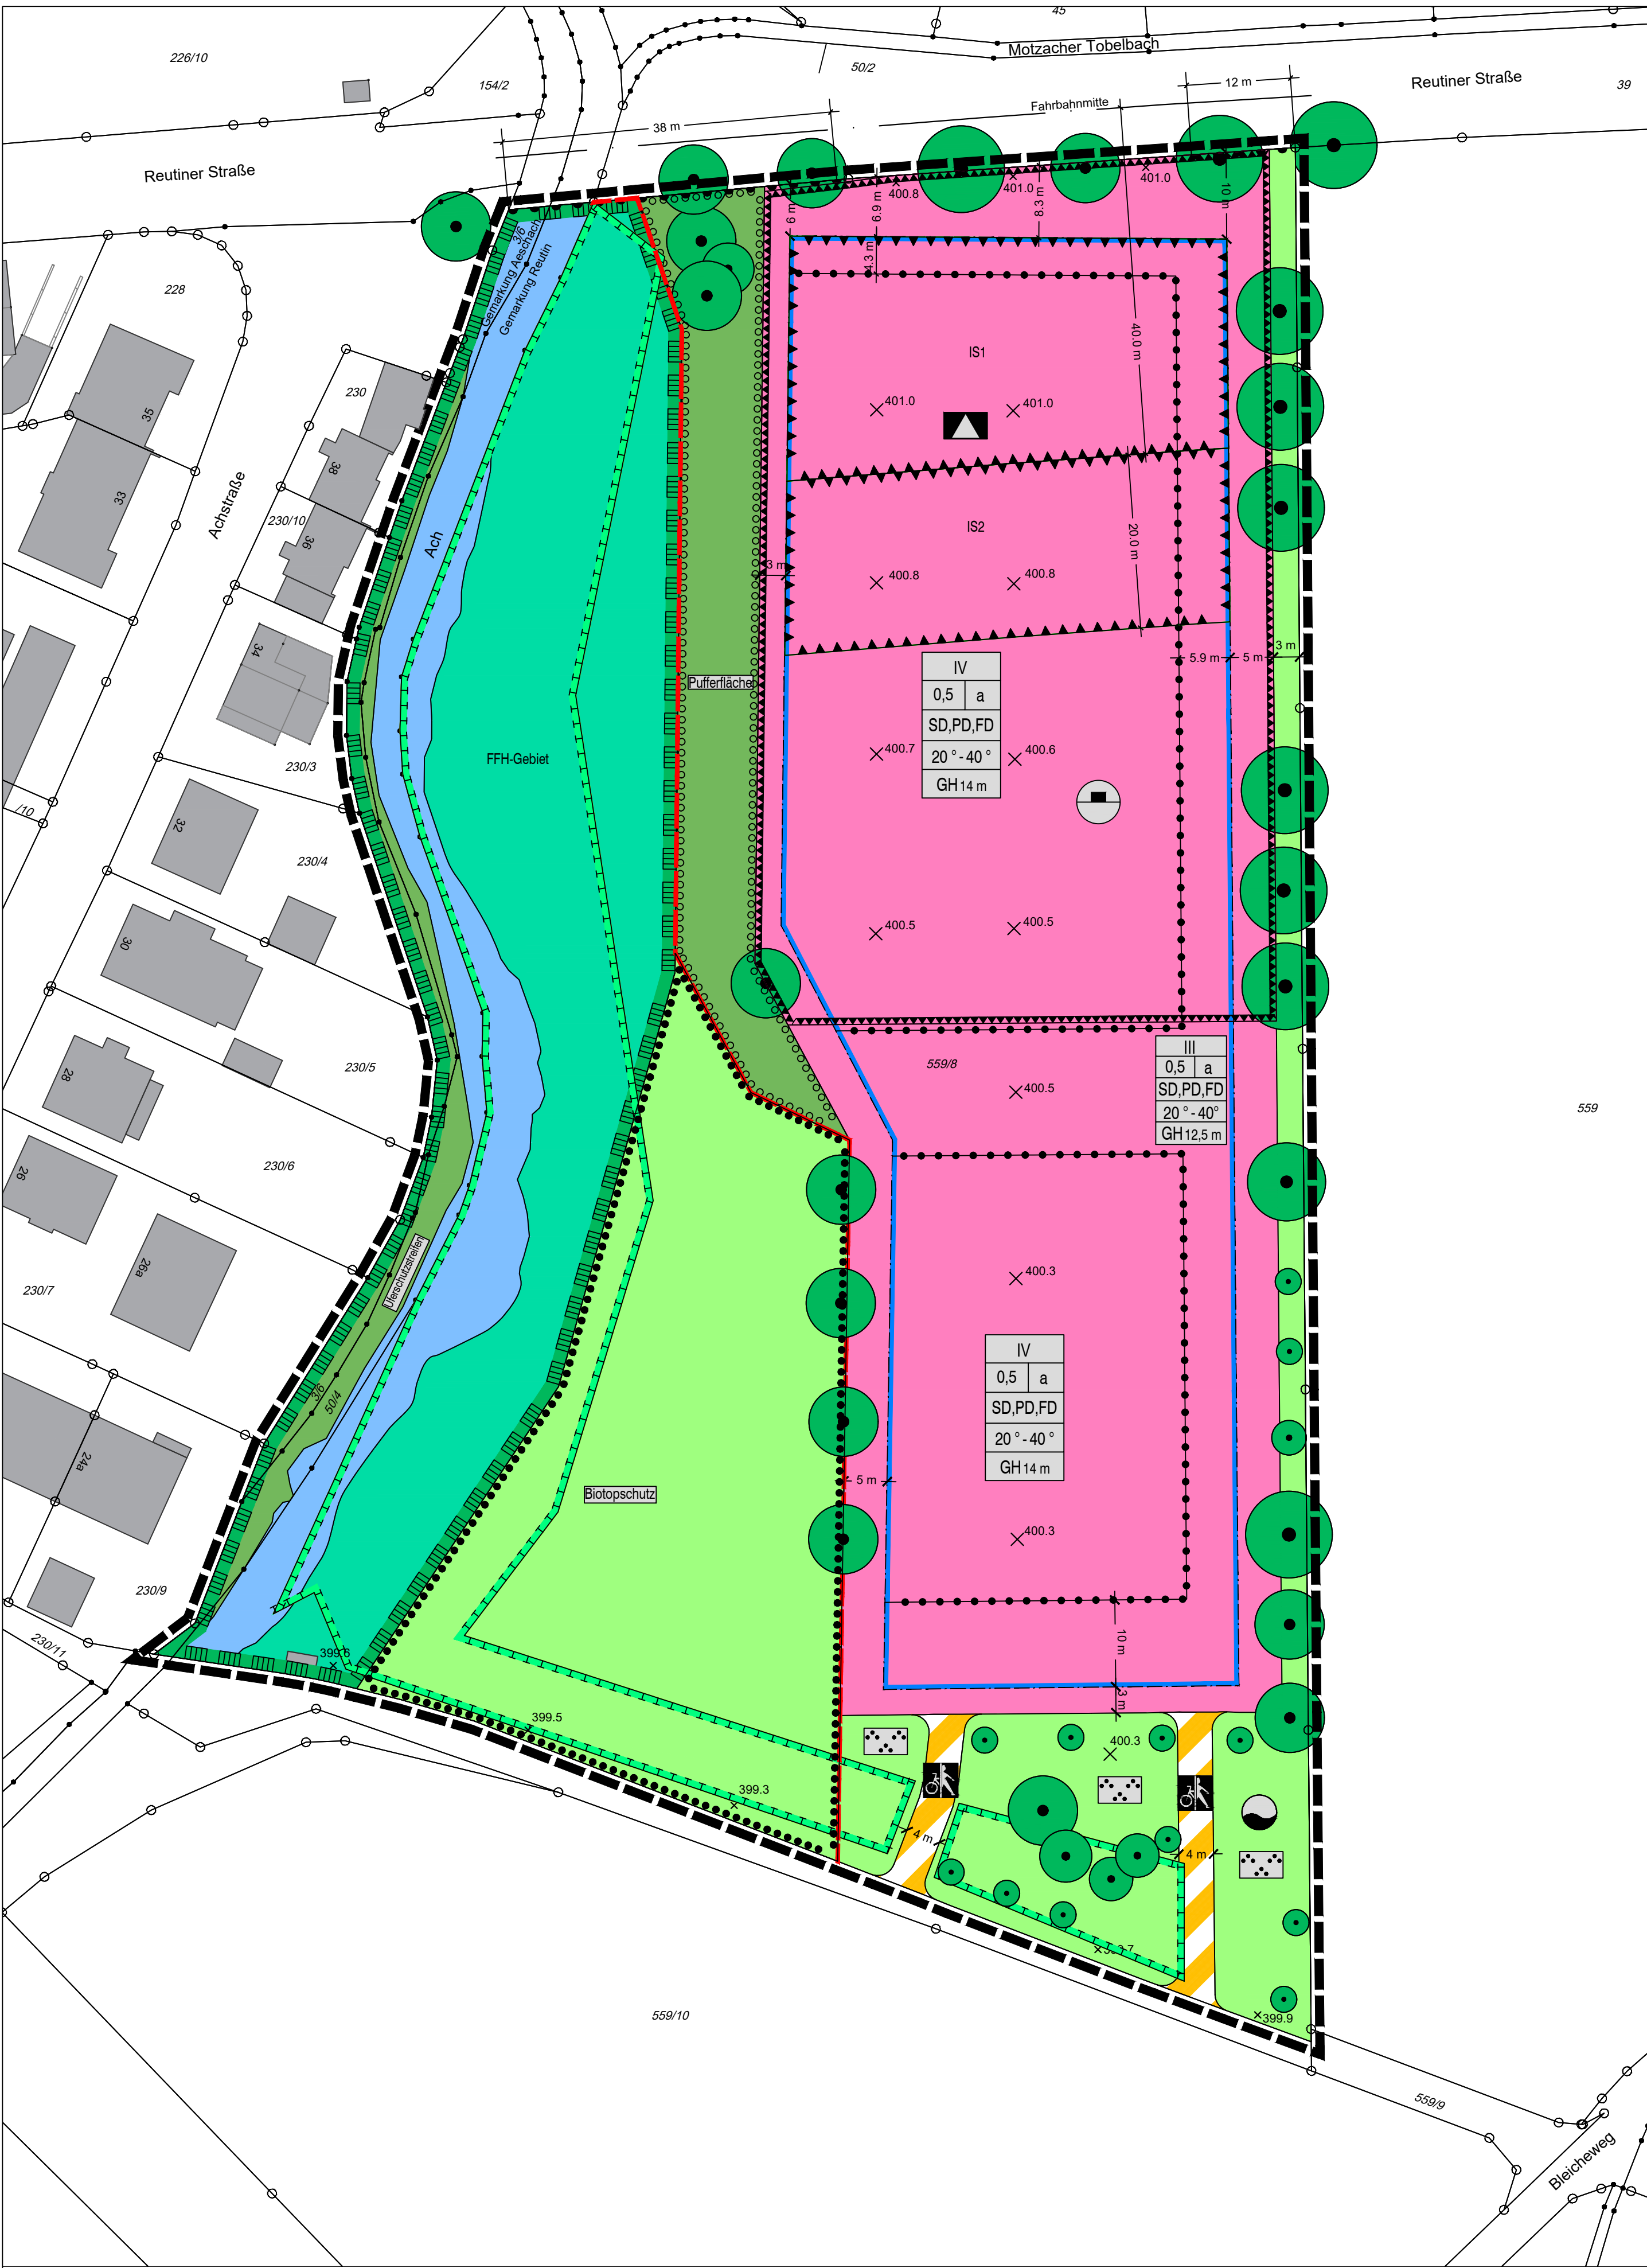 45
Motzacher Tobelbach
226/10
154/2
50/2
Reutiner Straße
39
12 m
Fahrbahnmitte
38 m
Reutiner Straße
400.8
401.0
401.0
6 m
6.9 m
8.3 m
10 m
3/6
Gemarkung Aeschach
Gemarkung Reutin
4.3 m
228
40.0 m
IS1
230
401.0
401.0
35
38
33
Achstraße
230/10
36
Ach
IS2
20.0 m
3 m
400.8
400.8
34
5.9 m
5 m
3 m
Pufferfläche
IV
0,5 a
SD,PD,FD
20 ° - 40 °
GH 14 m
400.7
400.6
FFH-Gebiet
230/3
/10
32
230/4
30
400.5
400.5
28
230/5
559/8
400.5
III
0,5 a
SD,PD,FD
20 ° - 40°
GH 12,5 m
559
26
230/6
26a
230/7
Uferschutzstreifen
400.3
3/6
50/4
IV
0,5 a
SD,PD,FD
20 ° - 40 °
GH 14 m
24a
5 m
Biotopschutz
400.3
230/9
230/11
10 m
399.6
3 m
399.5
400.3
399.3
4 m
4 m
399.9
559/10
559/9
Bleicheweg